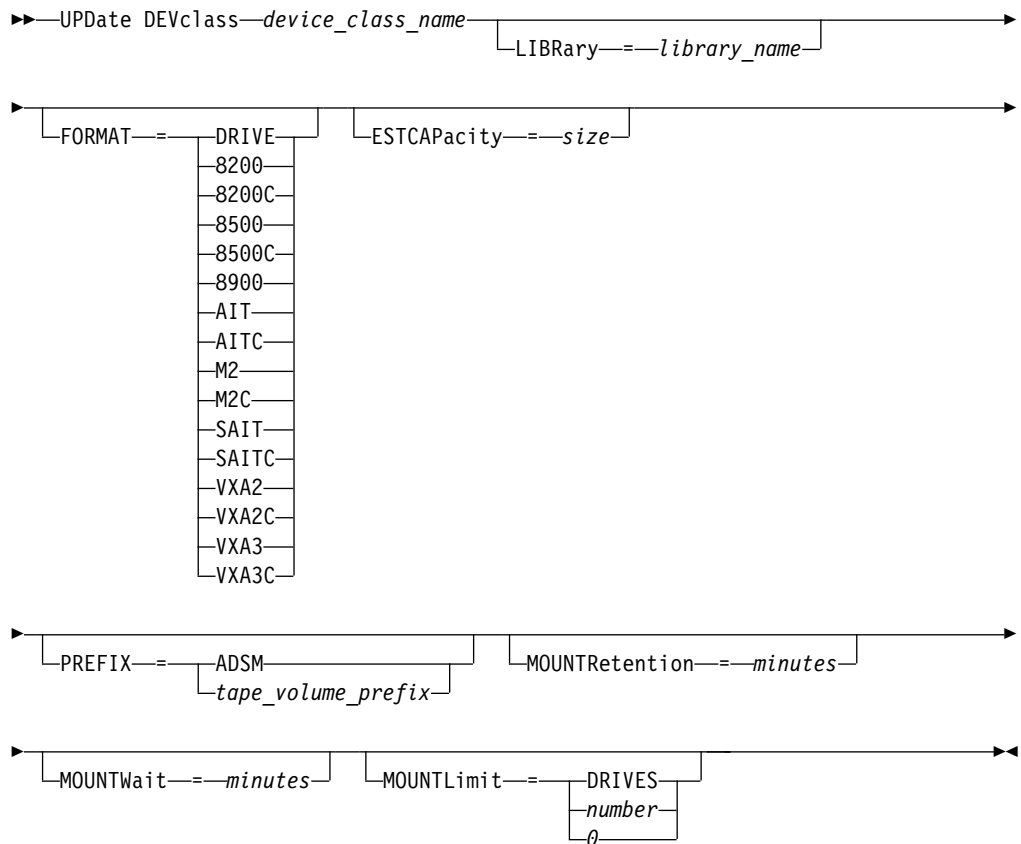 UPDate DEVclass device_class_name
LIBRary = library_name
FORMAT = DRIVE
8200
8200C
8500
8500C
8900
AIT
AITC
M2
M2C
SAIT
SAITC
VXA2
VXA2C
VXA3
VXA3C
ESTCAPacity = size
PREFIX = ADSM
tape_volume_prefix
MOUNTRetention = minutes
MOUNTWait = minutes
MOUNTLimit = DRIVES
number
0